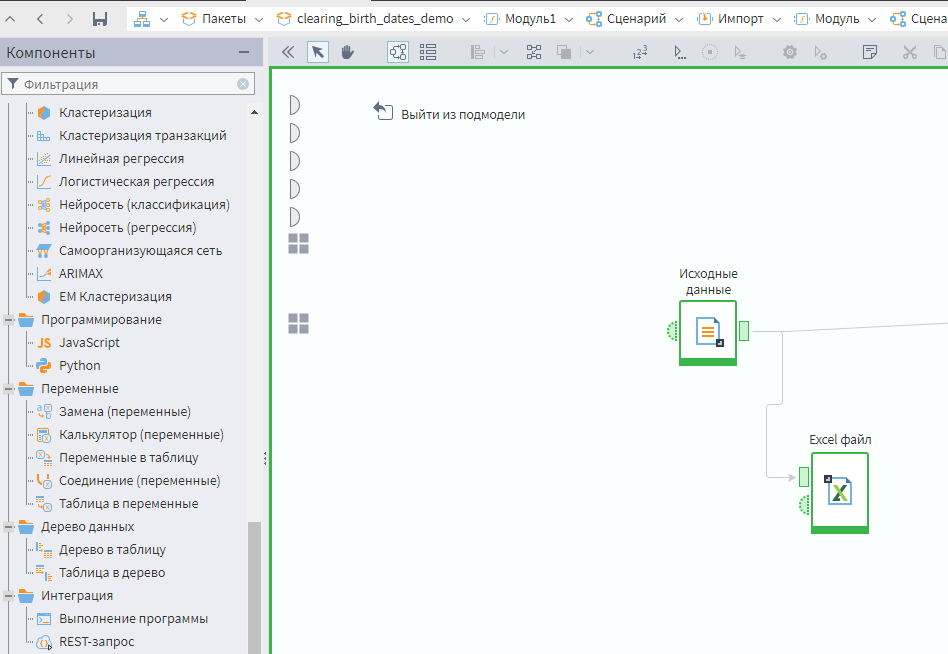 Пакеты
clearing_birth_dates_demo
Модуль1
Сценарий
Импорт
Модуль
Сцена
Компоненты
Фильтрация
Кластеризация
Кластеризация транзакций
Линейная регрессия
Логистическая регрессия
Нейросеть (классификация)
Нейросеть (регрессия)
Самоорганизующаяся сеть
ARIMAX
EM Кластеризация
Программирование
JS JavaScript
Python
Переменные
Замена (переменные)
Калькулятор (переменные)
Переменные в таблицу
Соединение (переменные)
Таблица в переменные
Дерево данных
Дерево в таблицу
Таблица в дерево
Интеграция
Выполнение программы
REST-запрос
Выйти из подмодели
Исходные
данные
Excel файл